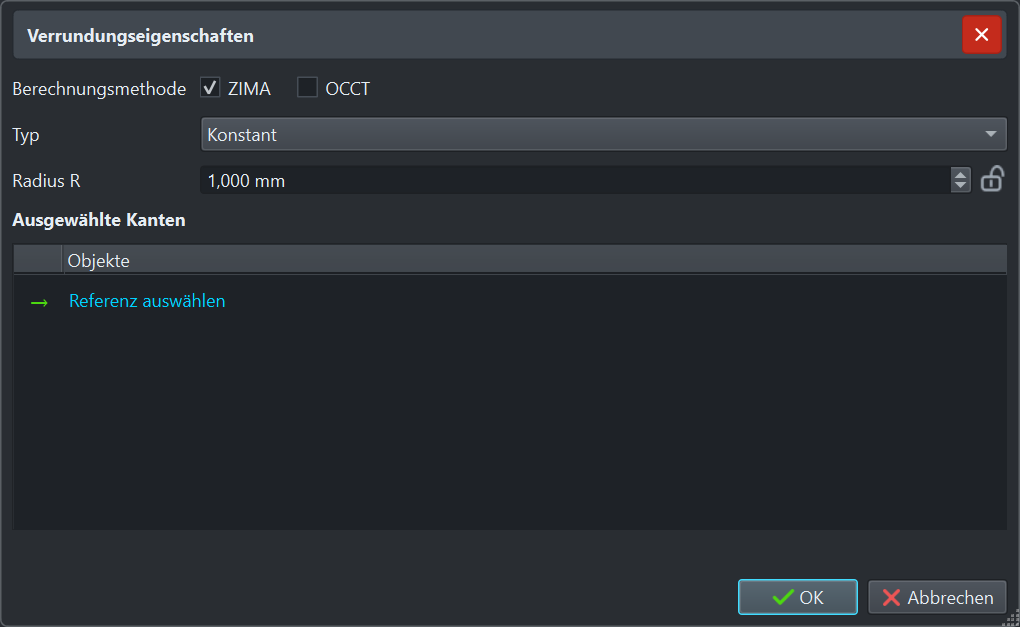 Verrundungseigenschaften
Berechnungsmethode ZIMA OCCT
Typ Konstant
Radius R 1,000 mm
Ausgewählte Kanten
Objekte
Referenz auswählen
OK Abbrechen